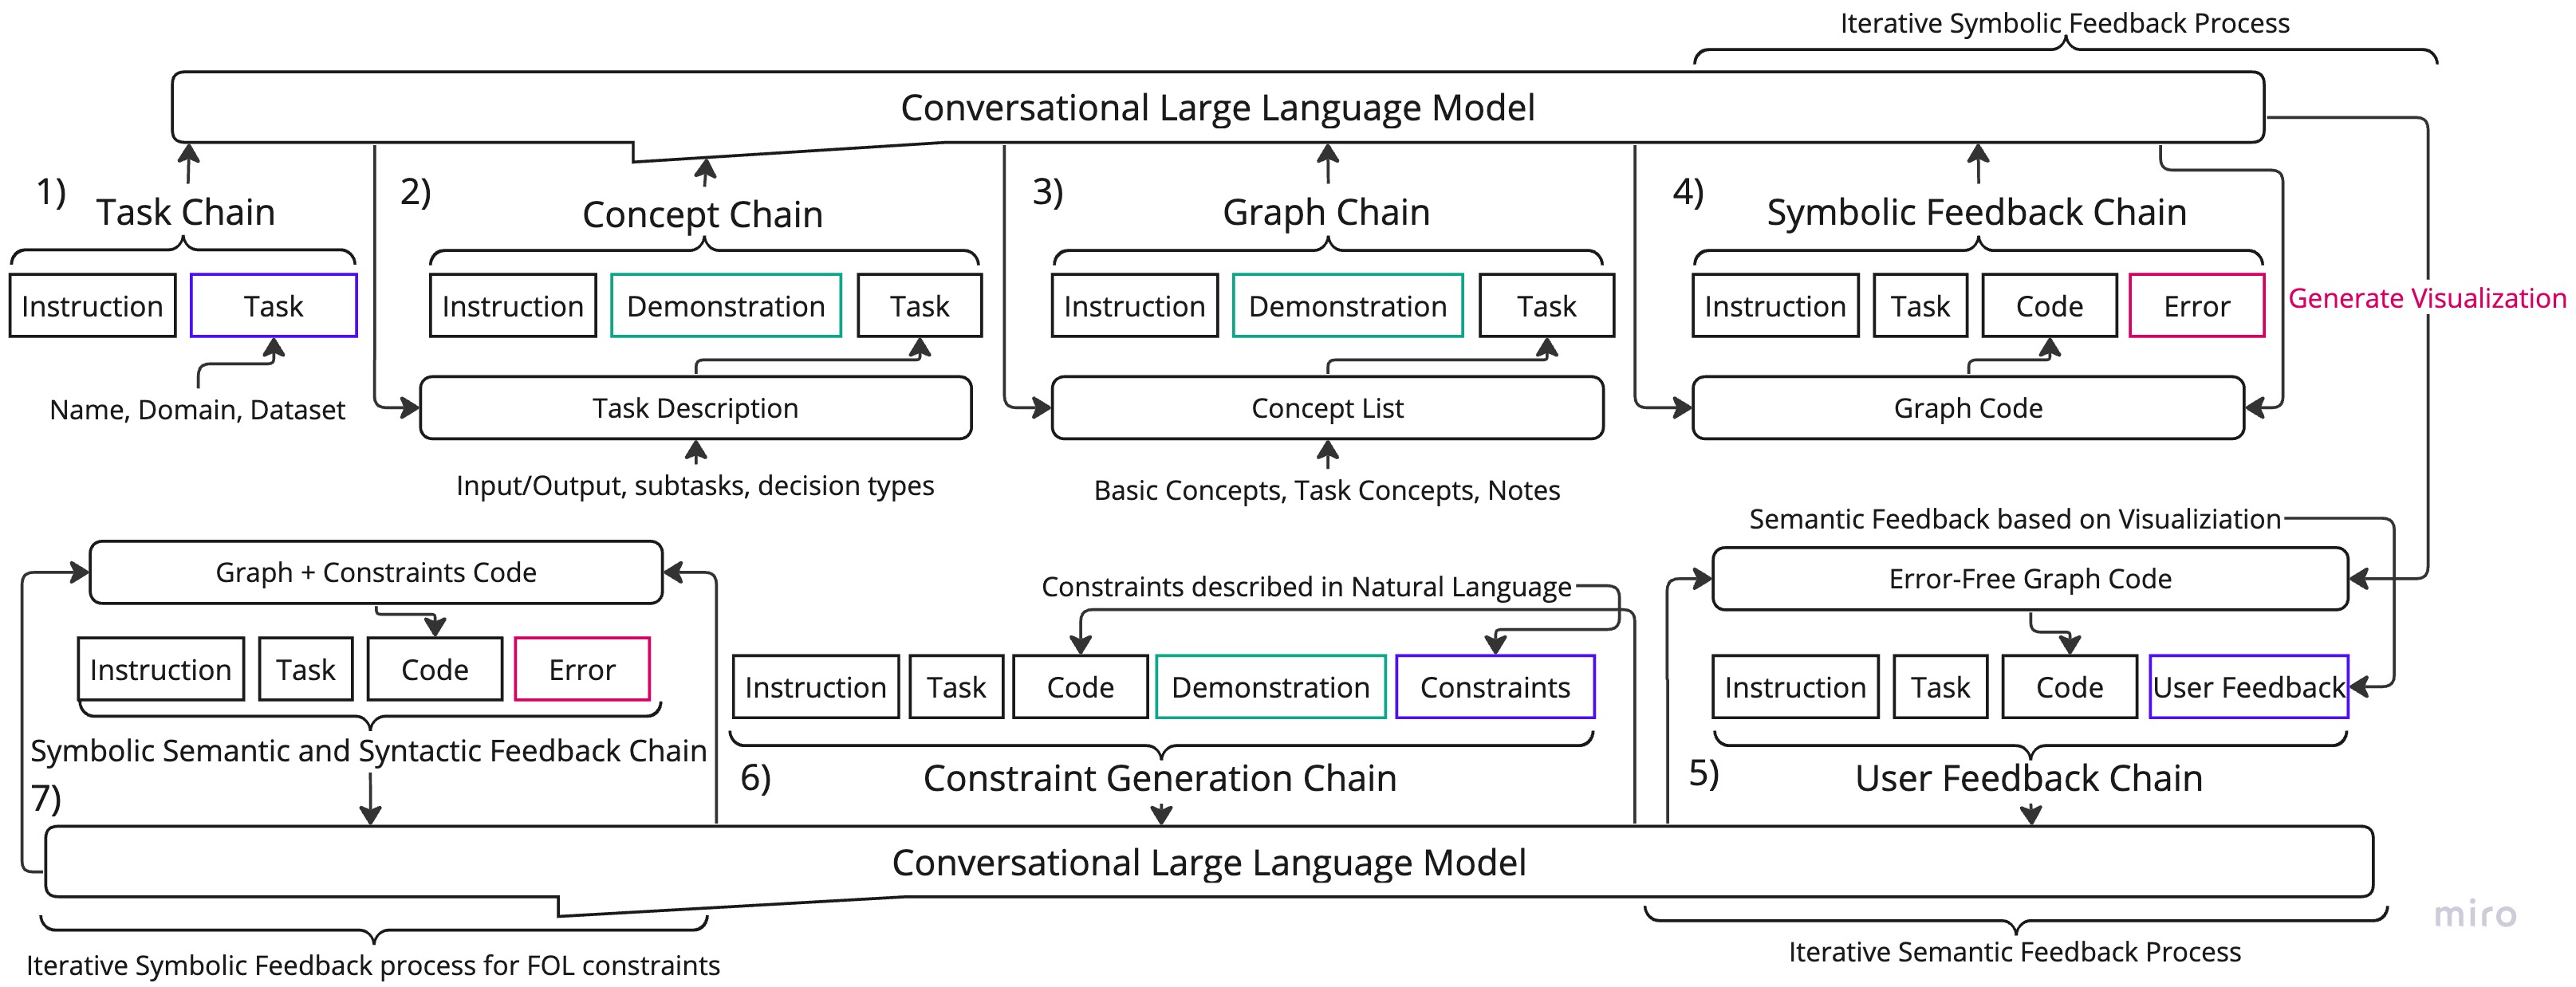 Iterative Symbolic Feedback Process
Conversational Large Language Model
1)
Task Chain
Instruction
Task
Name, Domain, Dataset
2)
Concept Chain
Instruction
Demonstration
Task
Task Description
Input/Output, subtasks, decision types
3)
Graph Chain
Instruction
Demonstration
Task
Concept List
Basic Concepts, Task Concepts, Notes
4)
Symbolic Feedback Chain
Instruction
Task
Code
Error
Graph Code
Generate Visualization
Semantic Feedback based on Visualiziation
Error-Free Graph Code
Instruction
Task
Code
User Feedback
5)
User Feedback Chain
Constraints described in Natural Language
Instruction
Task
Code
Demonstration
Constraints
6)
Constraint Generation Chain
Graph + Constraints Code
Instruction
Task
Code
Error
Symbolic Semantic and Syntactic Feedback Chain
7)
Conversational Large Language Model
Iterative Symbolic Feedback process for FOL constraints
Iterative Semantic Feedback Process
miro